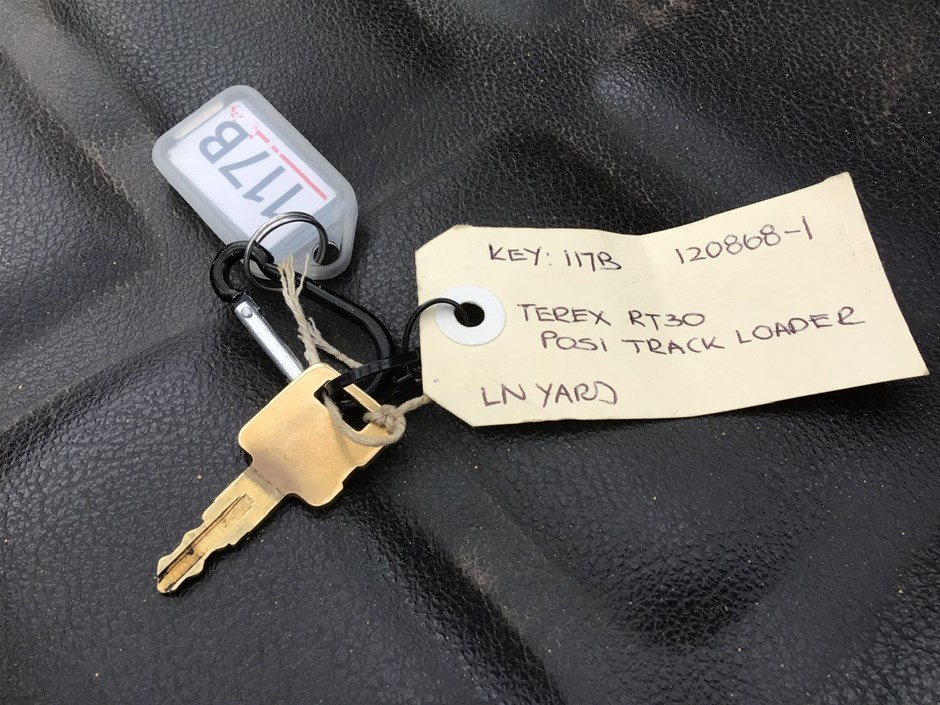 117B
KEY: 117B 120868-1
TEREX RT30
POSI TRACK LOADER
LN YARD